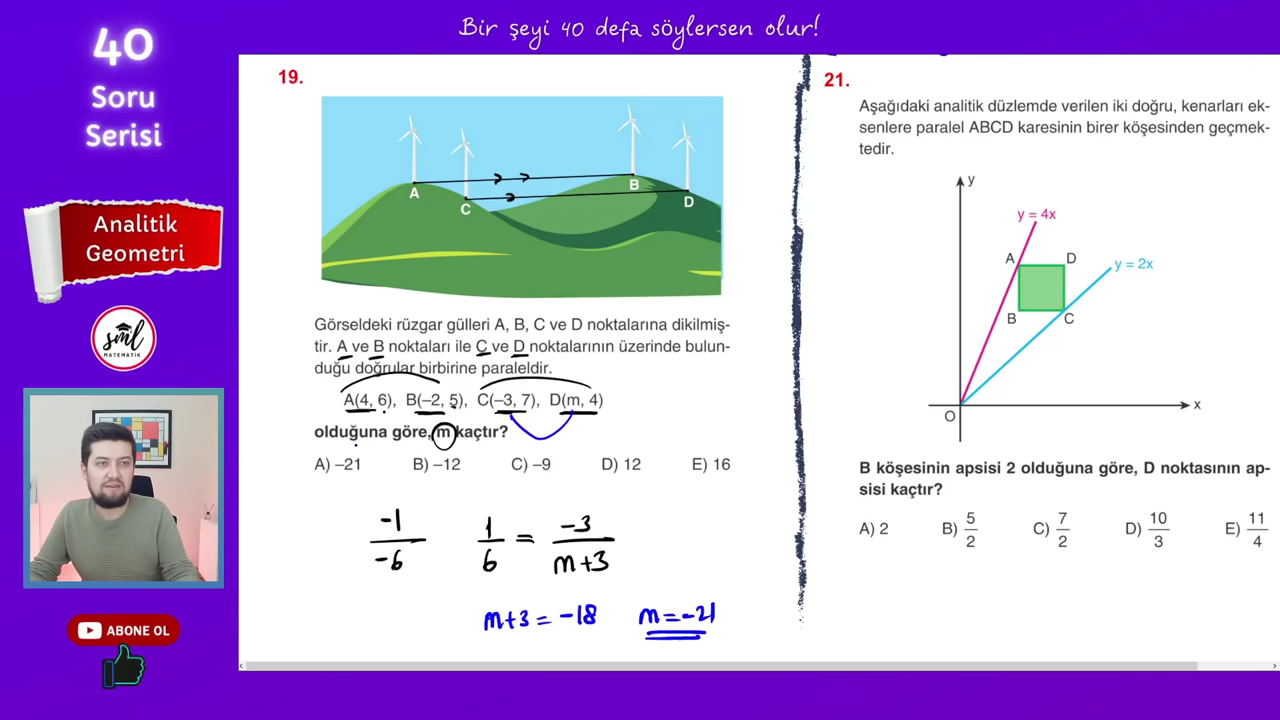 Bir şeyi 40 defa söylersen olur!
40
Soru
Serisi
Analitik
Geometri
sml
MATEMATİK
ABONE OL
19.
A
B
C
D
Görseldeki rüzgar gülleri A, B, C ve D noktalarına dikilmiş-
tir. A ve B noktaları ile C ve D noktalarının üzerinde bulun-
duğu doğrular birbirine paraleldir.
A(4, 6), B(–2, 5), C(–3, 7), D(m, 4)
olduğuna göre, m kaçtır?
A) –21 B) –12 C) –9 D) 12 E) 16
-1/-6 1/6 = -3/m+3
m+3 = -18 m = -21
21.
Aşağıdaki analitik düzlemde verilen iki doğru, kenarları ek-
senlere paralel ABCD karesinin birer köşesinden geçmek-
tedir.
y
y = 4x
A
D
y = 2x
B
C
O
x
B köşesinin apsisi 2 olduğuna göre, D noktasının ap-
sisi kaçtır?
A) 2 B) 5/2 C) 7/2 D) 10/3 E) 11/4